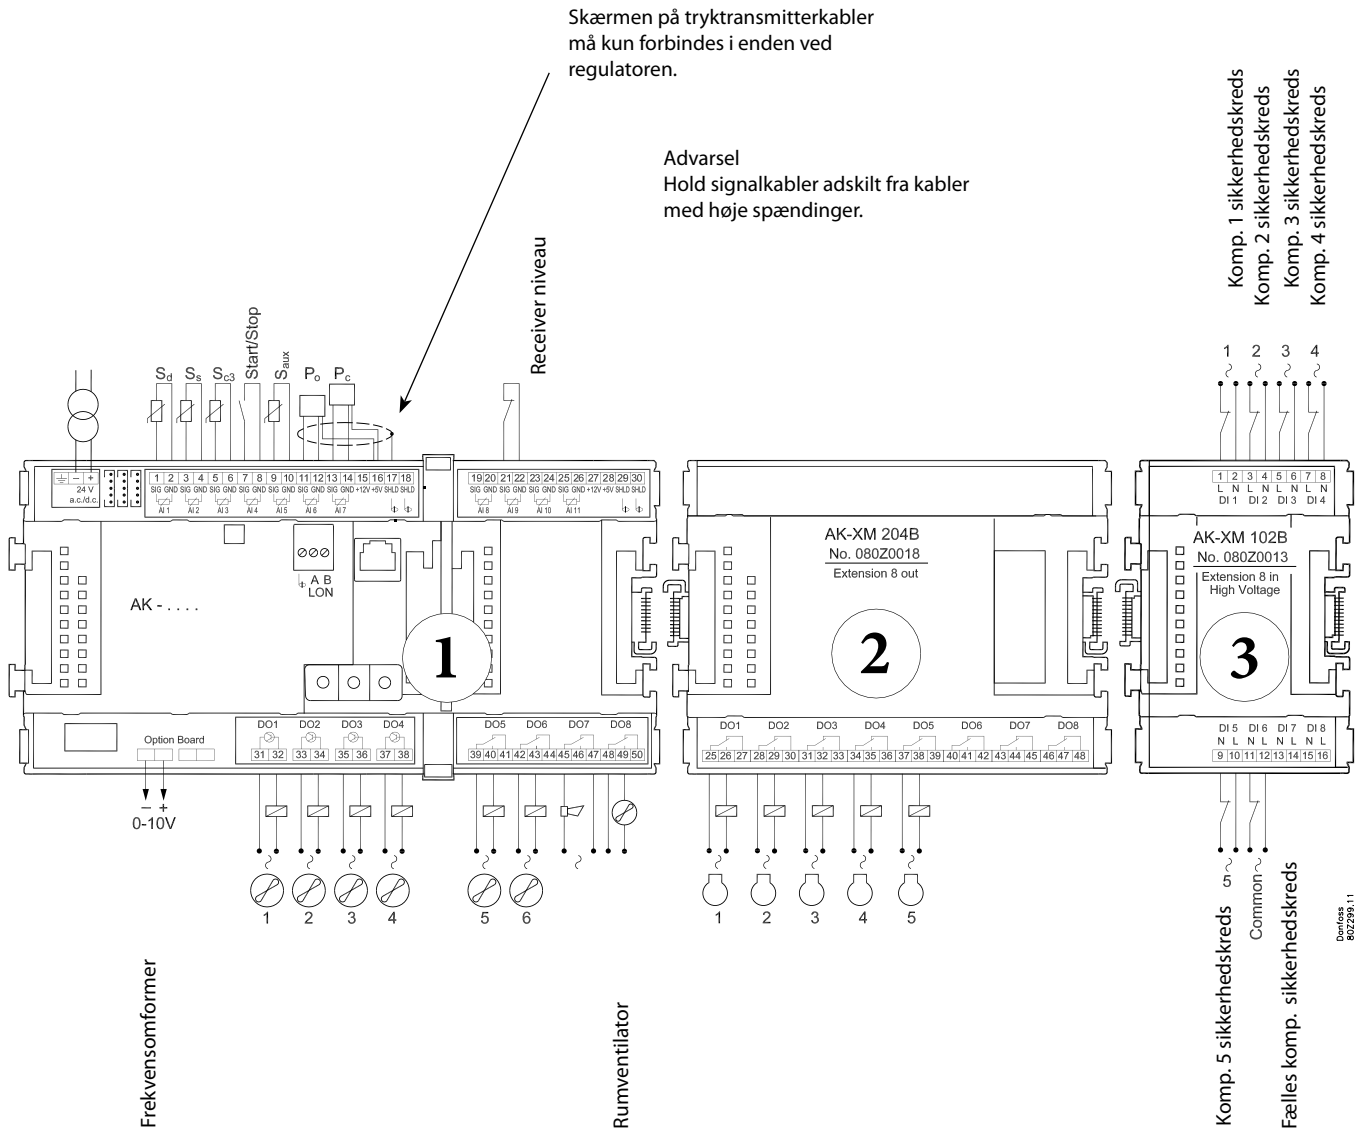 Skærmen på tryktransmitterkabler
må kun forbindes i enden ved
regulatoren.
Advarsel
Hold signalkabler adskilt fra kabler
med høje spændinger.
Komp. 1 sikkerhedskreds
Komp. 2 sikkerhedskreds
Komp. 3 sikkerhedskreds
Komp. 4 sikkerhedskreds
Receiver niveau
Sd Ss Sc3 Start/Stop Saux Po Pc
1 2 3 4
– +
24 V
a.c./d.c.
1 2 3 4 5 6 7 8 9 10 11 12 13 14 15 16 17 18
SIG GND SIG GND SIG GND SIG GND SIG GND SIG GND SIG GND +12V +5V SHLD SHLD
AI 1 AI 2 AI 3 AI 4 AI 5 AI 6 AI 7
19 20 21 22 23 24 25 26 27 28 29 30
SIG GND SIG GND SIG GND SIG GND +12V +5V SHLD SHLD
AI 8 AI 9 AI 10 AI 11
1 2 3 4 5 6 7 8
L N L N L N L N
DI 1 DI 2 DI 3 DI 4
A B
LON
AK - . . . .
1
AK-XM 204B
No. 080Z0018
Extension 8 out
2
AK-XM 102B
No. 080Z0013
Extension 8 in
High Voltage
3
Option Board
DO1 DO2 DO3 DO4
31 32 33 34 35 36 37 38
DO5 DO6 DO7 DO8
39 40 41 42 43 44 45 46 47 48 49 50
DO1 DO2 DO3 DO4 DO5 DO6 DO7 DO8
25 26 27 28 29 30 31 32 33 34 35 36 37 38 39 40 41 42 43 44 45 46 47 48
DI 5 DI 6 DI 7 DI 8
N L N L N L N L
9 10 11 12 13 14 15 16
– +
0-10V
1 2 3 4
5 6
1 2 3 4 5
5
Common
Frekvensomformer
Rumventilator
Komp. 5 sikkerhedskreds
Fælles komp. sikkerhedskreds
Danfoss
80Z299.11